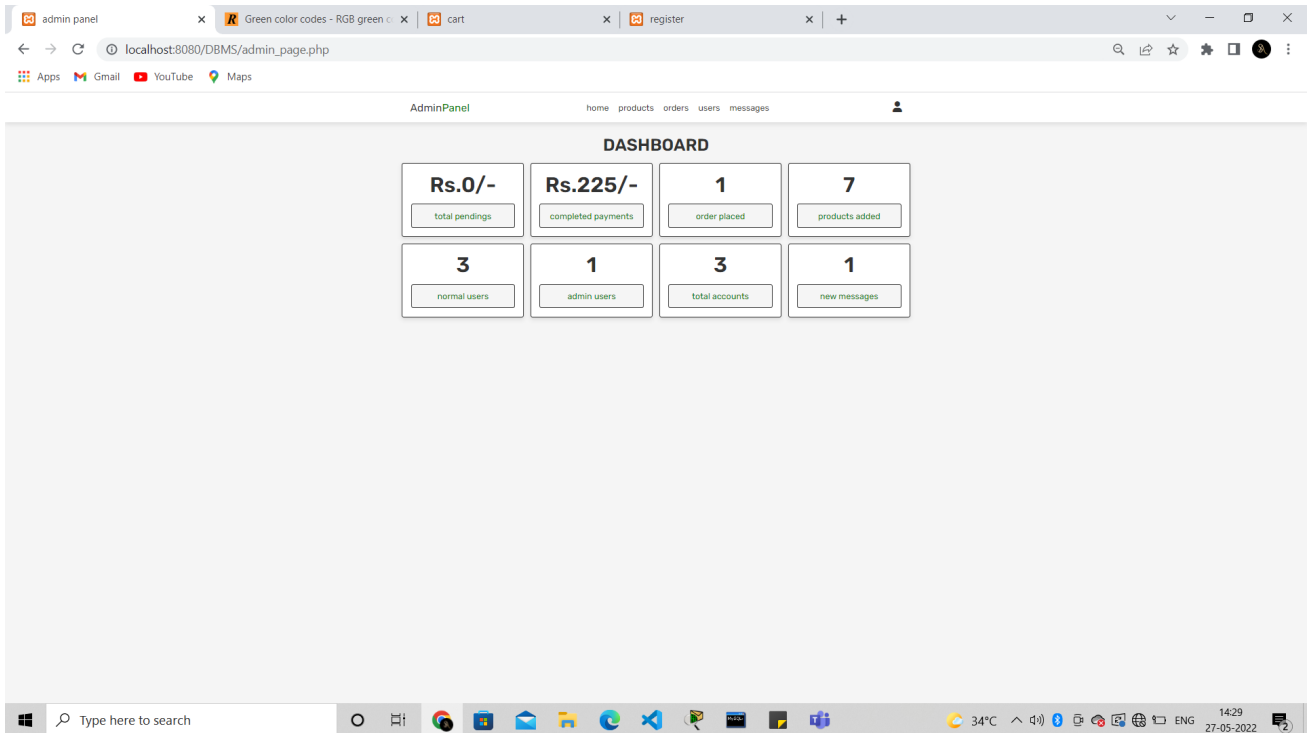 admin panel
Green color codes - RGB green c
cart
register
localhost:8080/DBMS/admin_page.php
Apps
Gmail
YouTube
Maps
AdminPanel
home products orders users messages
DASHBOARD
Rs.0/-
total pendings
Rs.225/-
completed payments
1
order placed
7
products added
3
normal users
1
admin users
3
total accounts
1
new messages
Type here to search
34°C
ENG
14:29
27-05-2022
2